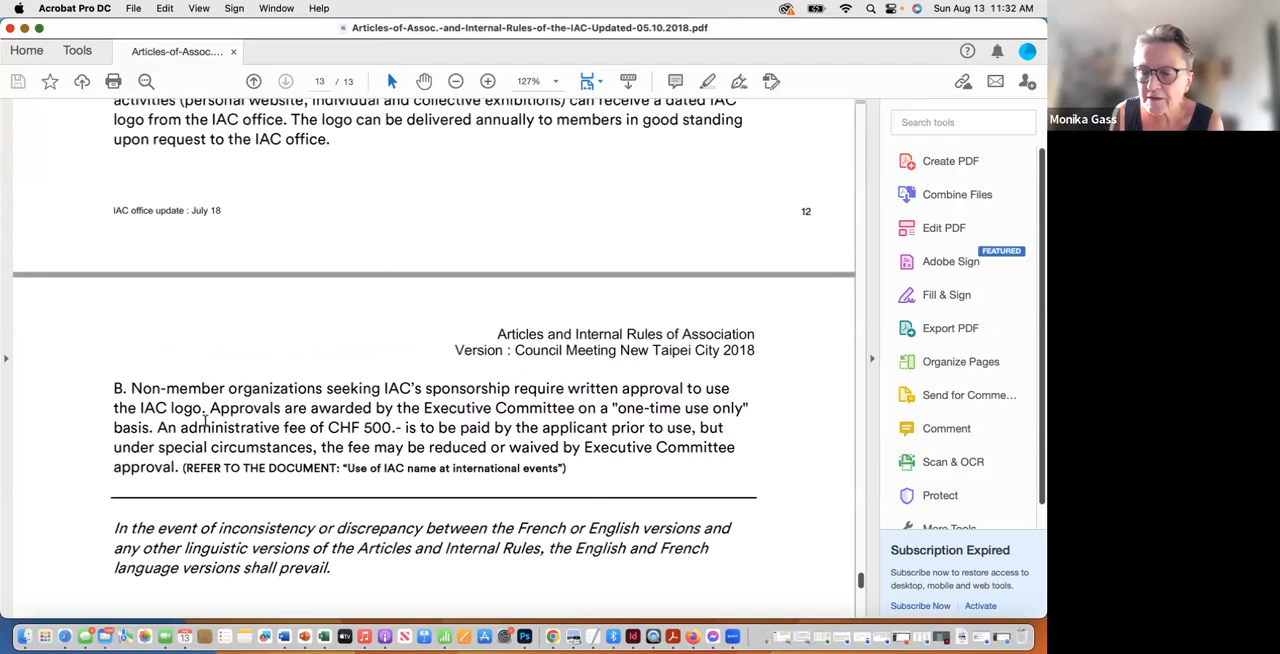 Acrobat Pro DC File Edit View Sign Window Help
Sun Aug 13 11:32 AM
Articles-of-Assoc.-and-Internal-Rules-of-the-IAC-Updated-05.10.2018.pdf
Home Tools Articles-of-Assoc.... ×
13 / 13 127%
activities (personal website, individual and collective exhibitions) can receive a dated IAC
logo from the IAC office. The logo can be delivered annually to members in good standing
upon request to the IAC office.
IAC office update : July 18
12
Articles and Internal Rules of Association
Version : Council Meeting New Taipei City 2018
B. Non-member organizations seeking IAC's sponsorship require written approval to use
the IAC logo. Approvals are awarded by the Executive Committee on a "one-time use only"
basis. An administrative fee of CHF 500.- is to be paid by the applicant prior to use, but
under special circumstances, the fee may be reduced or waived by Executive Committee
approval. (REFER TO THE DOCUMENT: “Use of IAC name at international events”)
In the event of inconsistency or discrepancy between the French or English versions and
any other linguistic versions of the Articles and Internal Rules, the English and French
language versions shall prevail.
Search tools
Create PDF
Combine Files
Edit PDF
FEATURED
Adobe Sign
Fill & Sign
Export PDF
Organize Pages
Send for Comme...
Comment
Scan & OCR
Protect
More Tools
Subscription Expired
Subscribe now to restore access to
desktop, mobile and web tools.
Subscribe Now Activate
Monika Gass